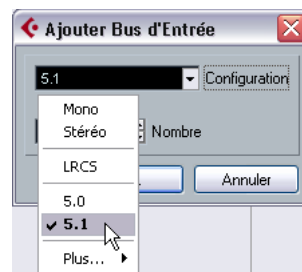 Ajouter Bus d'Entrée
5.1 Configuration
Mono
Stéréo Nombre
LRCS
Annuler
5.0
5.1
Plus...